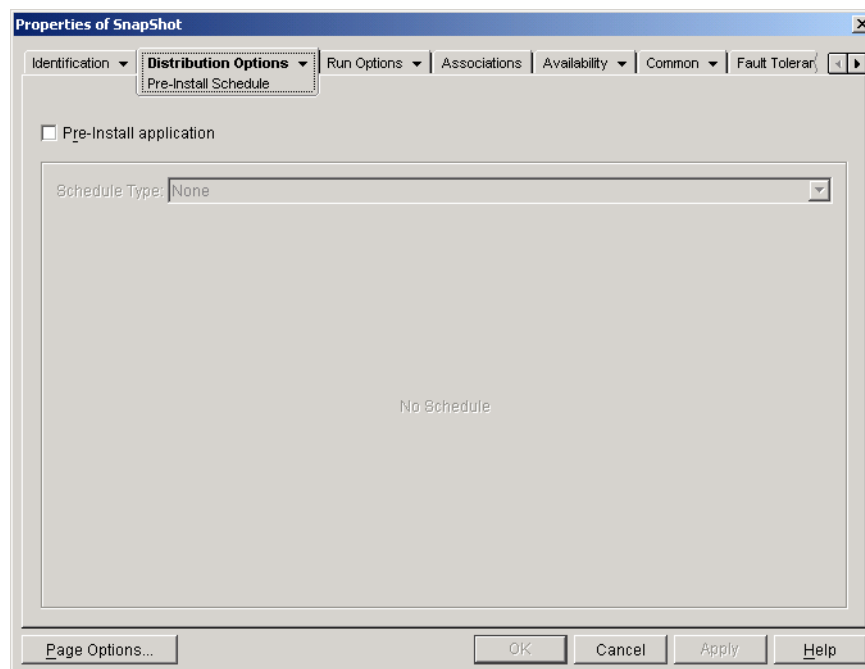 Properties of SnapShot
Identification Distribution Options Run Options Associations Availability Common Fault Toleran
Pre-Install Schedule
Pre-Install application
Schedule Type: None
No Schedule
Page Options... OK Cancel Apply Help